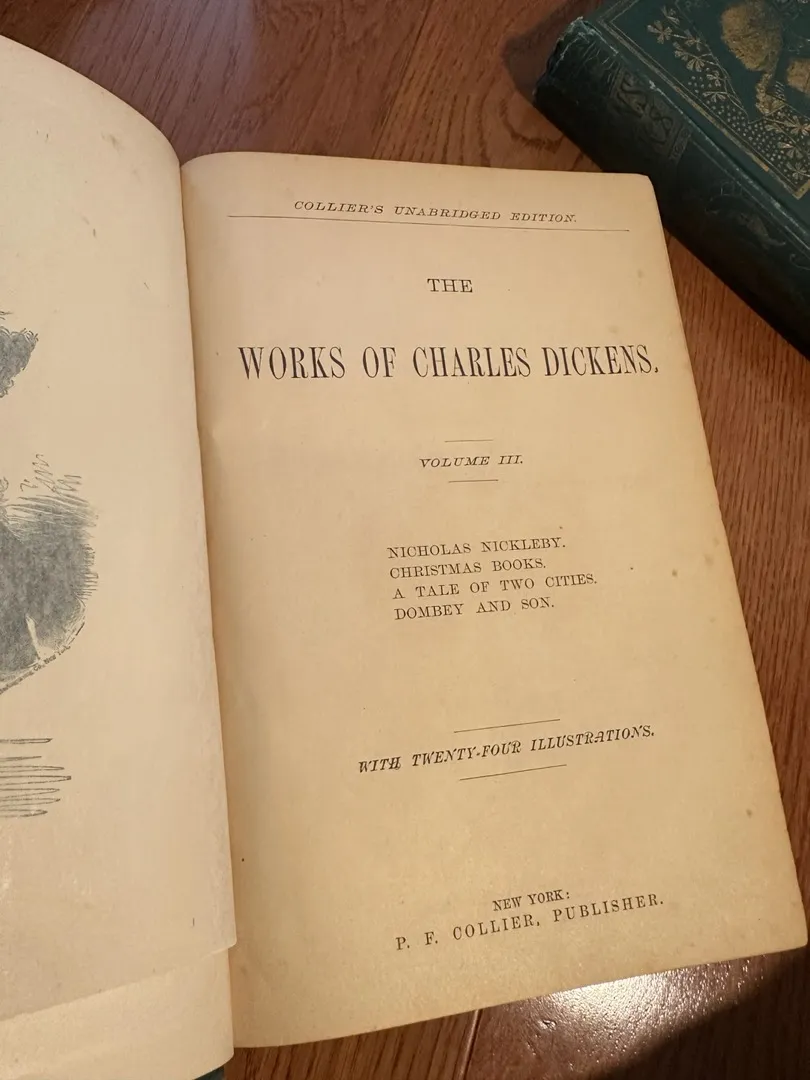 COLLIER'S UNABRIDGED EDITION.
THE
WORKS OF CHARLES DICKENS.
VOLUME III.
NICHOLAS NICKLEBY.
CHRISTMAS BOOKS.
A TALE OF TWO CITIES.
DOMBEY AND SON.
WITH TWENTY-FOUR ILLUSTRATIONS.
NEW YORK:
P. F. COLLIER, PUBLISHER.